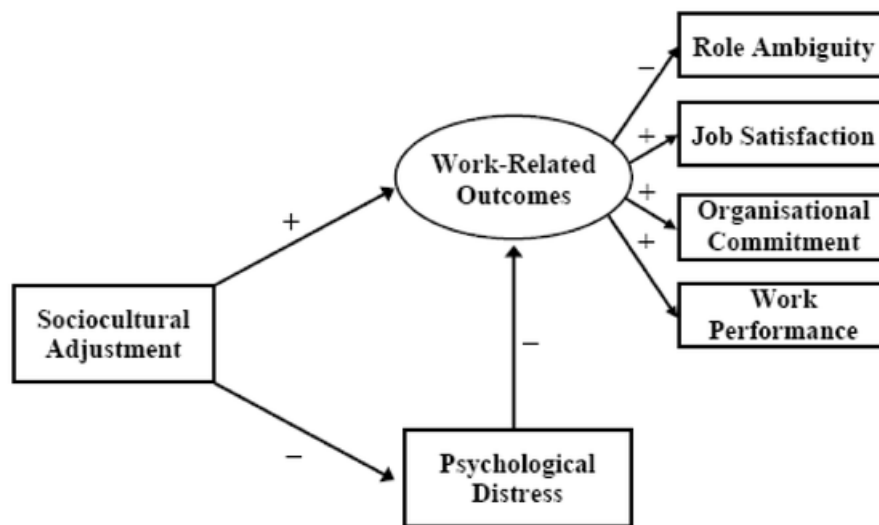 Role Ambiguity
−
+
Job Satisfaction
Work-Related
Outcomes
+
Organisational
Commitment
+
+
Work
Performance
Sociocultural
Adjustment
−
−
Psychological
Distress